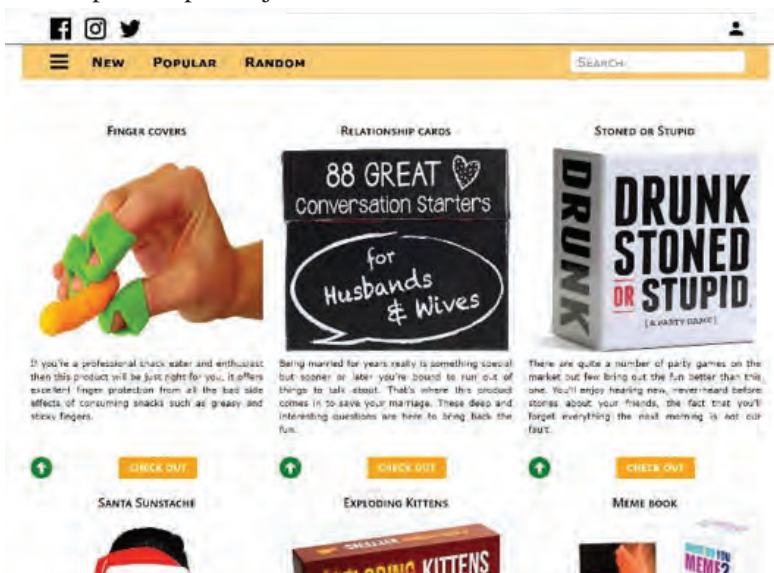 NEW POPULAR RANDOM SEARCH
FINGER COVERS
88 GREAT
Conversation Starters
for
Husbands
& Wives
RELATIONSHIP CARDS
STONED OR STUPID
DRUNK
DRUNK
STONED
OR STUPID
[A PARTY GAME]
If you're a professional snack eater and enthusiast
then this product will be just right for you, it offers
excellent finger protection from all the bad side
effects of consuming snacks such as greasy and
sticky fingers.
Being married for years really is something special
but sooner or later you're bound to run out of
things to talk about. That's where this product
comes in to save your marriage. These deep and
interesting questions are here to bring back the
fun.
There are quite a number of party games on the
market but few bring out the fun better than this
one. You'll enjoy hearing new, never-heard before
stories about your friends, the fact that you'll
forget everything the next morning is not our
fault.
CHECK OUT
CHECK OUT
CHECK OUT
SANTA SUNSTACHE
EXPLODING KITTENS
MEME BOOK
KITTENS
MEME?